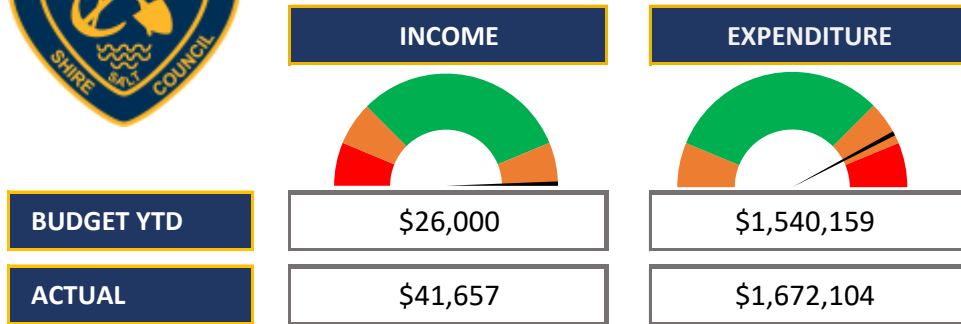 SHIRE SALT COUNCIL
INCOME EXPENDITURE
BUDGET YTD $26,000 $1,540,159
ACTUAL $41,657 $1,672,104